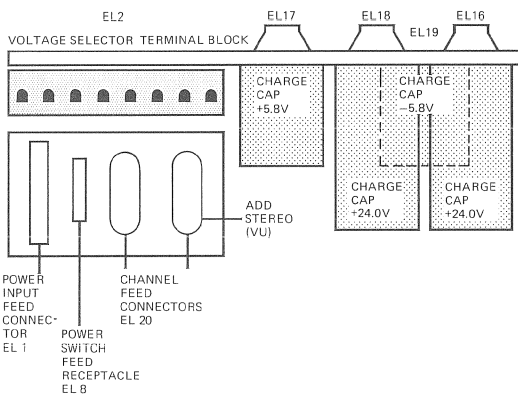 EL2
EL17
EL18
EL19
EL16
VOLTAGE SELECTOR TERMINAL BLOCK
CHARGE
CAP
+5.8V
CHARGE
CAP
–5.8V
CHARGE
CAP
+24.0V
CHARGE
CAP
+24.0V
ADD
STEREO
(VU)
POWER
INPUT
FEED
CONNEC-
TOR
EL 1
POWER
SWITCH
FEED
RECEPTACLE
EL 8
CHANNEL
FEED
CONNECTORS
EL 20